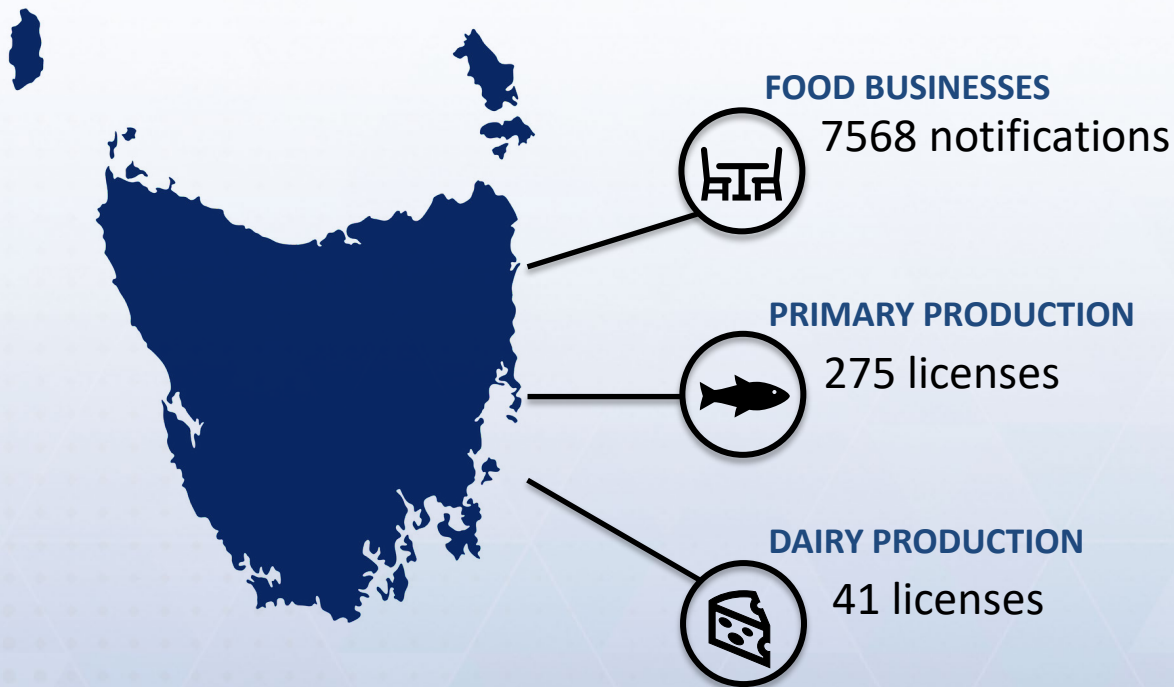 FOOD BUSINESSES
7568 notifications
PRIMARY PRODUCTION
275 licenses
DAIRY PRODUCTION
41 licenses